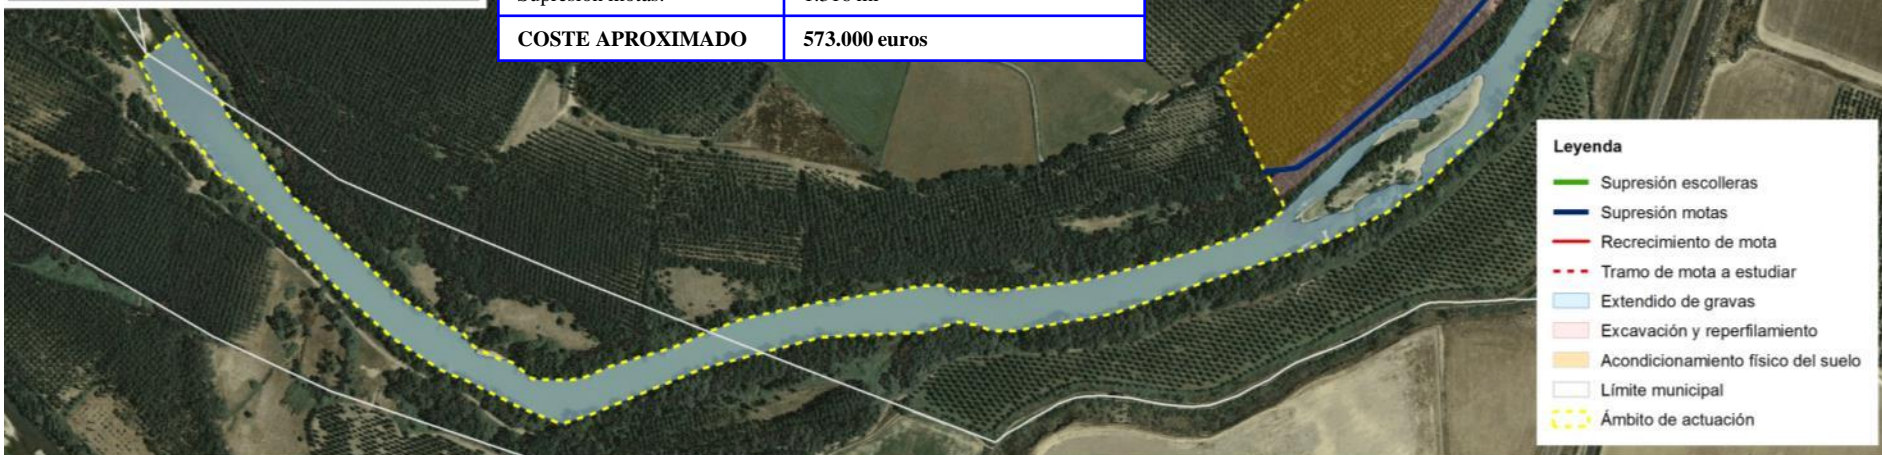 COSTE APROXIMADO 573.000 euros
Leyenda
Supresión escolleras
Supresión motas
Recrecimiento de mota
Tramo de mota a estudiar
Extendido de gravas
Excavación y reperfilamiento
Acondicionamiento físico del suelo
Límite municipal
Ámbito de actuación